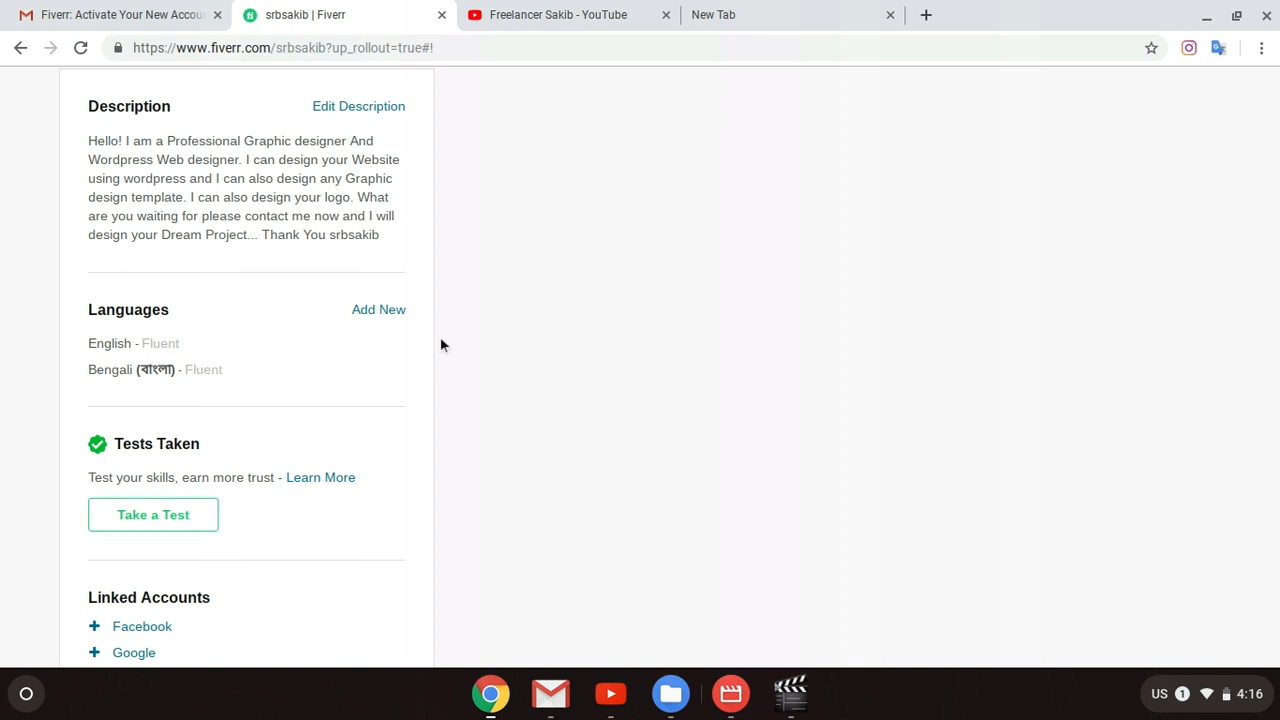 Fiverr: Activate Your New Accou
srbsakib | Fiverr
Freelancer Sakib - YouTube
New Tab
https://www.fiverr.com/srbsakib?up_rollout=true#!
Description
Edit Description
Hello! I am a Professional Graphic designer And
Wordpress Web designer. I can design your Website
using wordpress and I can also design any Graphic
design template. I can also design your logo. What
are you waiting for please contact me now and I will
design your Dream Project... Thank You srbsakib
Languages
Add New
English - Fluent
Bengali (বাংলা) - Fluent
Tests Taken
Test your skills, earn more trust - Learn More
Take a Test
Linked Accounts
+ Facebook
+ Google
US 1 4:16